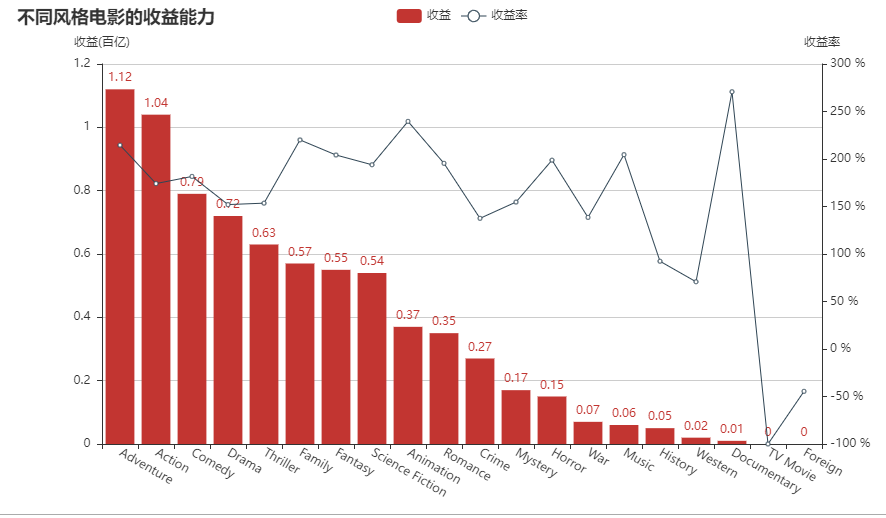 不同风格电影的收益能力
收益 收益率
收益(百亿) 收益率
1.2
1
0.8
0.6
0.4
0.2
0
300 %
250 %
200 %
150 %
100 %
50 %
0 %
-50 %
-100 %
1.12
1.04
0.79
0.72
0.63
0.57
0.55
0.54
0.37
0.35
0.27
0.17
0.15
0.07
0.06
0.05
0.02
0.01
0
0
Adventure
Action
Comedy
Drama
Thriller
Family
Fantasy
Science Fiction
Animation
Romance
Crime
Mystery
Horror
War
Music
History
Western
Documentary
TV Movie
Foreign